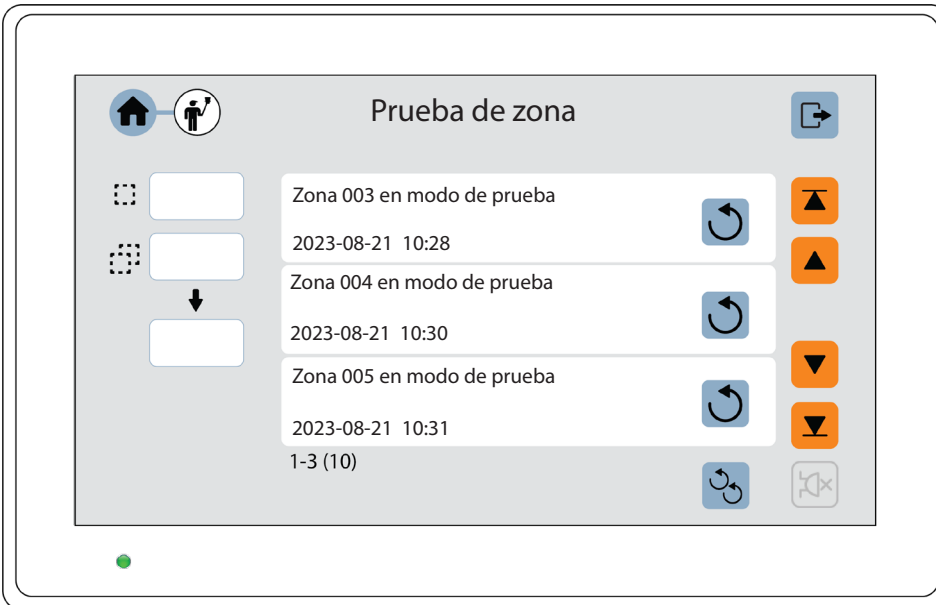 Prueba de zona
Zona 003 en modo de prueba
2023-08-21 10:28
Zona 004 en modo de prueba
2023-08-21 10:30
Zona 005 en modo de prueba
2023-08-21 10:31
1-3 (10)